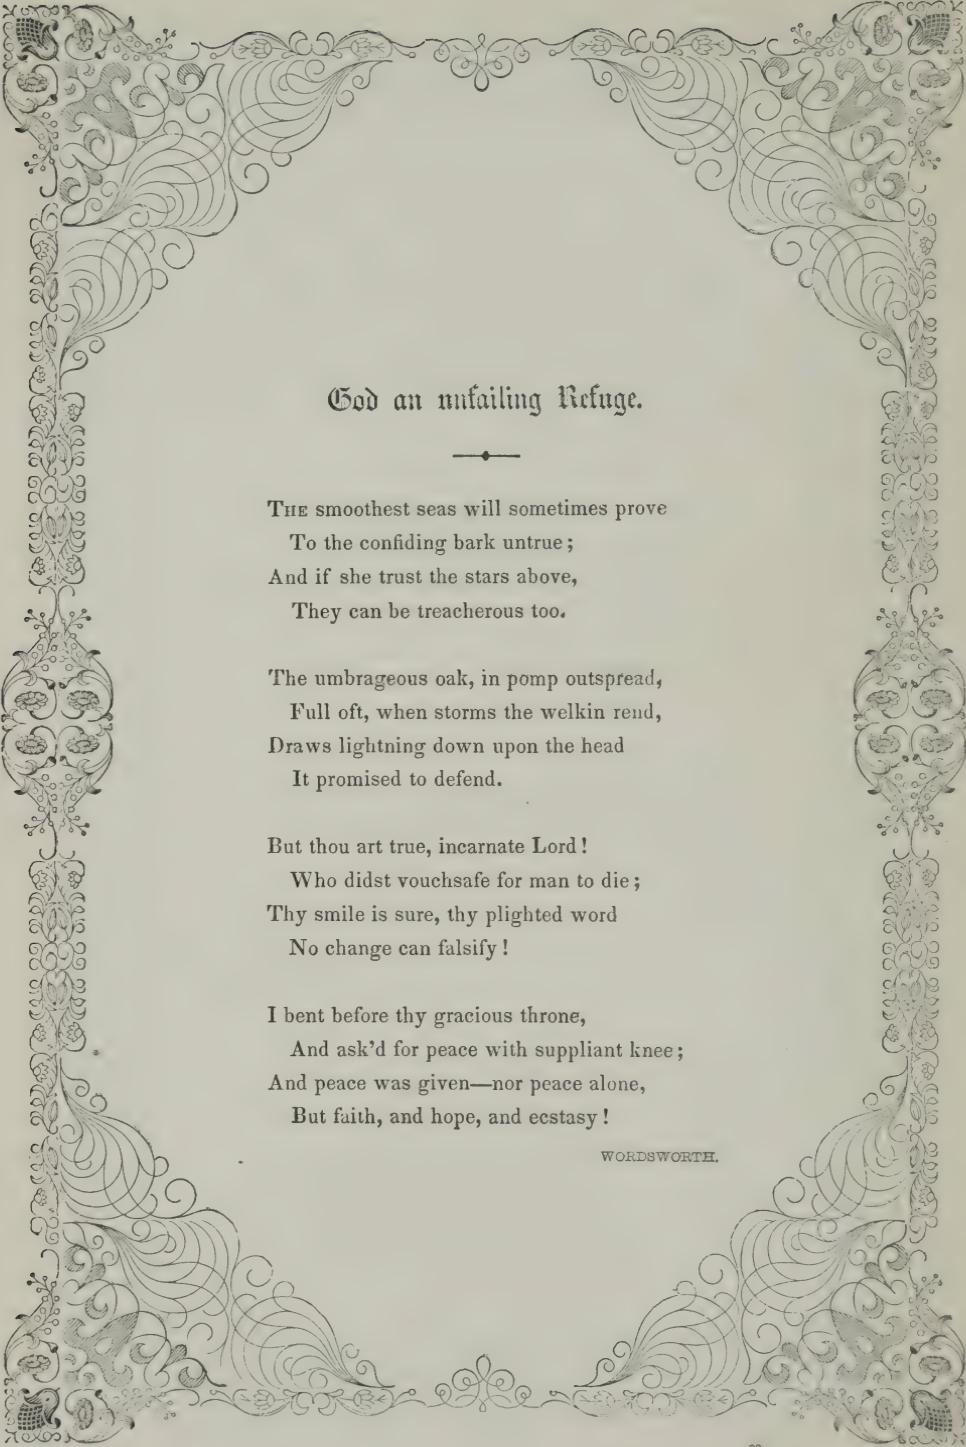 God an unfailing Refuge.
THE smoothest seas will sometimes prove
To the confiding bark untrue;
And if she trust the stars above,
They can be treacherous too.
The umbrageous oak, in pomp outspread,
Full oft, when storms the welkin rend,
Draws lightning down upon the head
It promised to defend.
But thou art true, incarnate Lord!
Who didst vouchsafe for man to die;
Thy smile is sure, thy plighted word
No change can falsify!
I bent before thy gracious throne,
And ask'd for peace with suppliant knee;
And peace was given—nor peace alone,
But faith, and hope, and ecstasy!
WORDSWORTH.